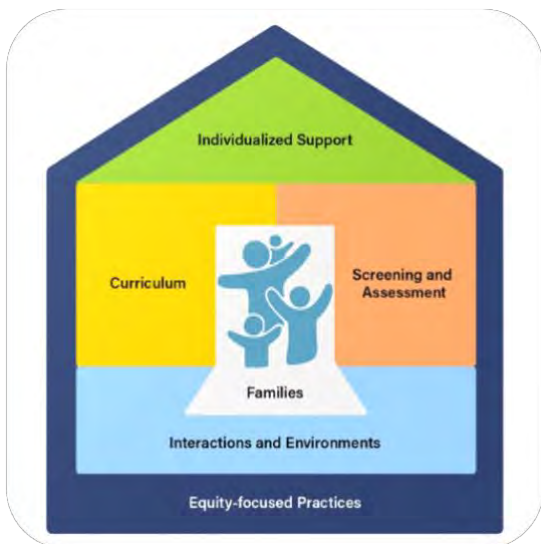 Individualized Support
Curriculum
Screening and
Assessment
Families
Interactions and Environments
Equity-focused Practices